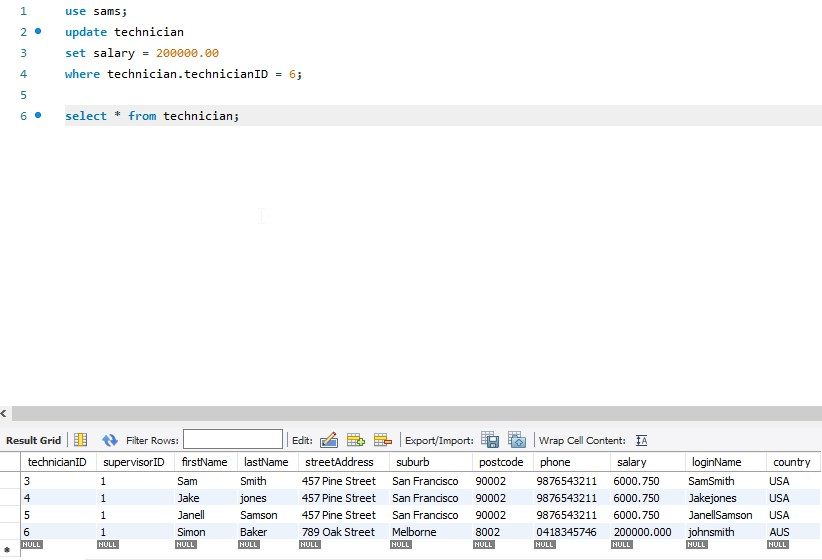 1 use sams;
2 update technician
3 set salary = 200000.00
4 where technician.technicianID = 6;
5
6 select * from technician;
Result Grid Filter Rows: Edit: Export/Import: Wrap Cell Content: IA
technicianID supervisorID firstName lastName streetAddress suburb postcode phone salary loginName country
3 1 Sam Smith 457 Pine Street San Francisco 90002 9876543211 6000.750 SamSmith USA
4 1 Jake jones 457 Pine Street San Francisco 90002 9876543211 6000.750 Jakejones USA
5 1 Janell Samson 457 Pine Street San Francisco 90002 9876543211 6000.750 JanellSamson USA
6 1 Simon Baker 789 Oak Street Melborne 8002 0418345746 200000.000 johnsmith AUS
NULL NULL NULL NULL NULL NULL NULL NULL NULL NULL NULL